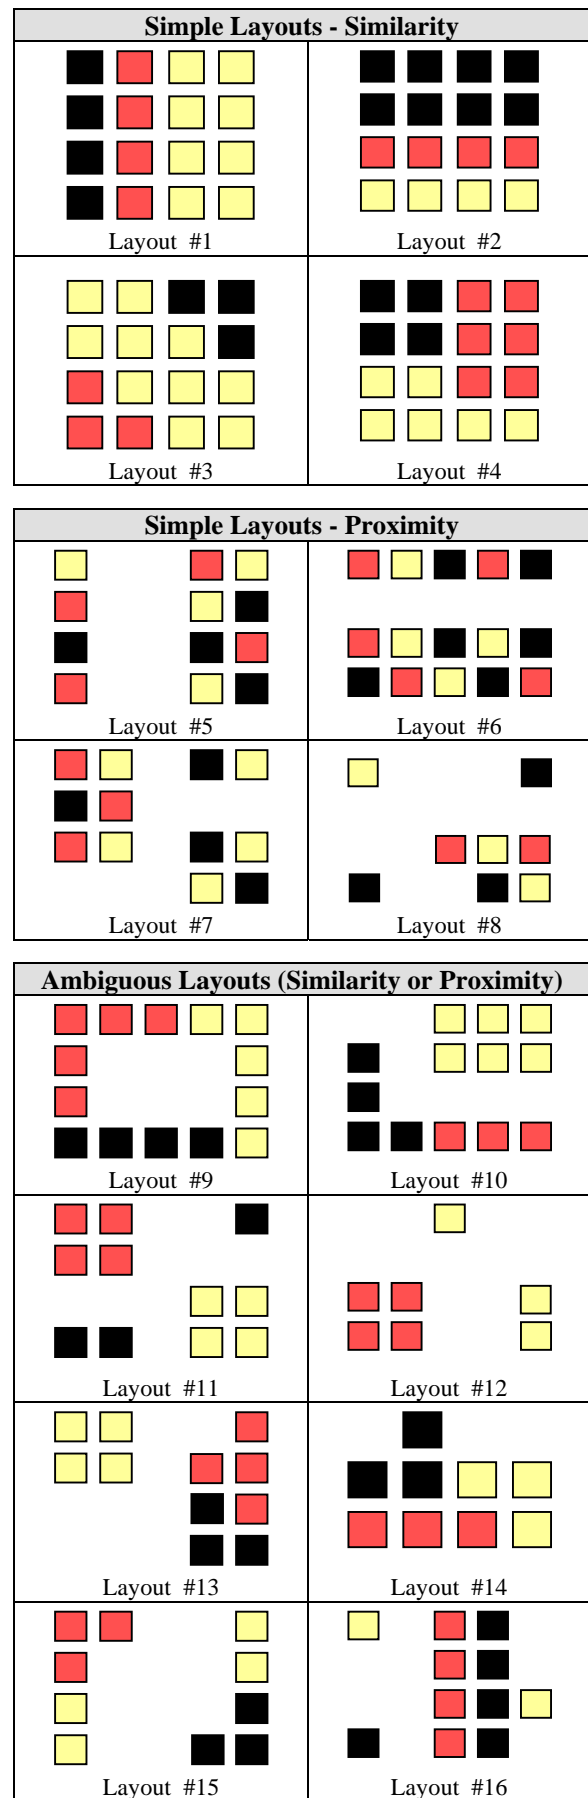 Simple Layouts - Similarity
Layout #1
Layout #2
Layout #3
Layout #4
Simple Layouts - Proximity
Layout #5
Layout #6
Layout #7
Layout #8
Ambiguous Layouts (Similarity or Proximity)
Layout #9
Layout #10
Layout #11
Layout #12
Layout #13
Layout #14
Layout #15
Layout #16